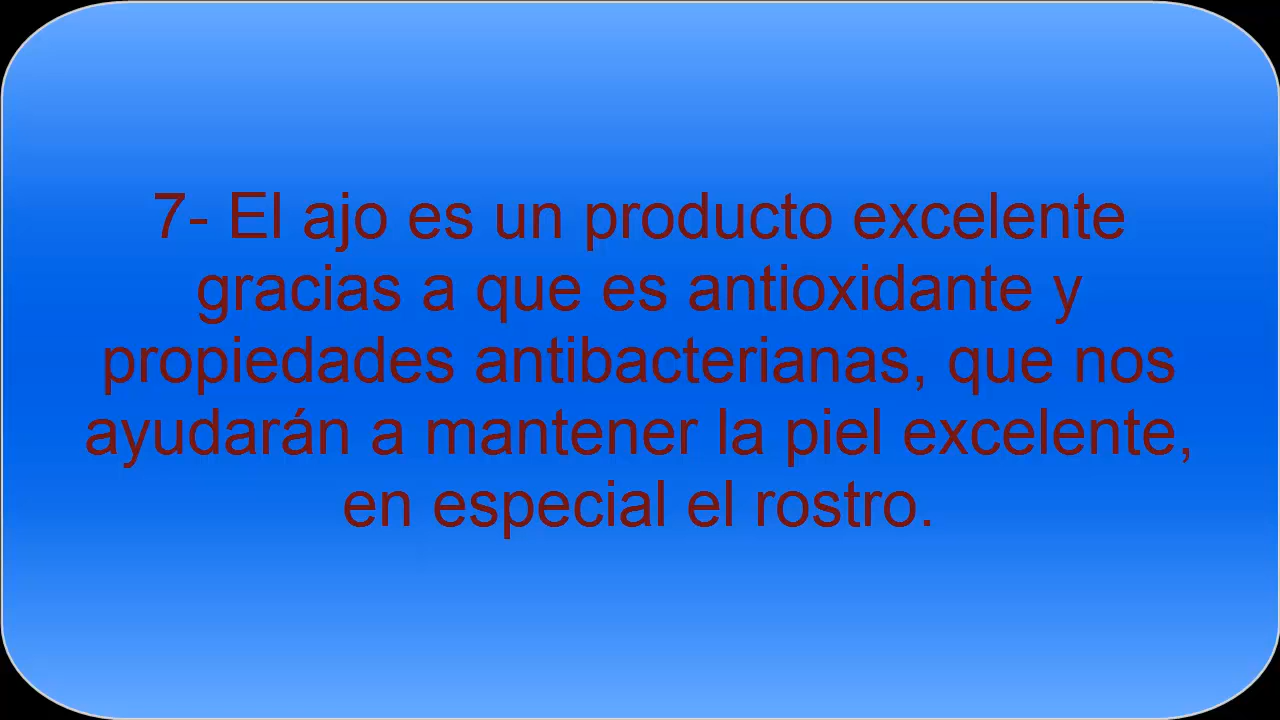 7- El ajo es un producto excelente
gracias a que es antioxidante y
propiedades antibacterianas, que nos
ayudarán a mantener la piel excelente,
en especial el rostro.